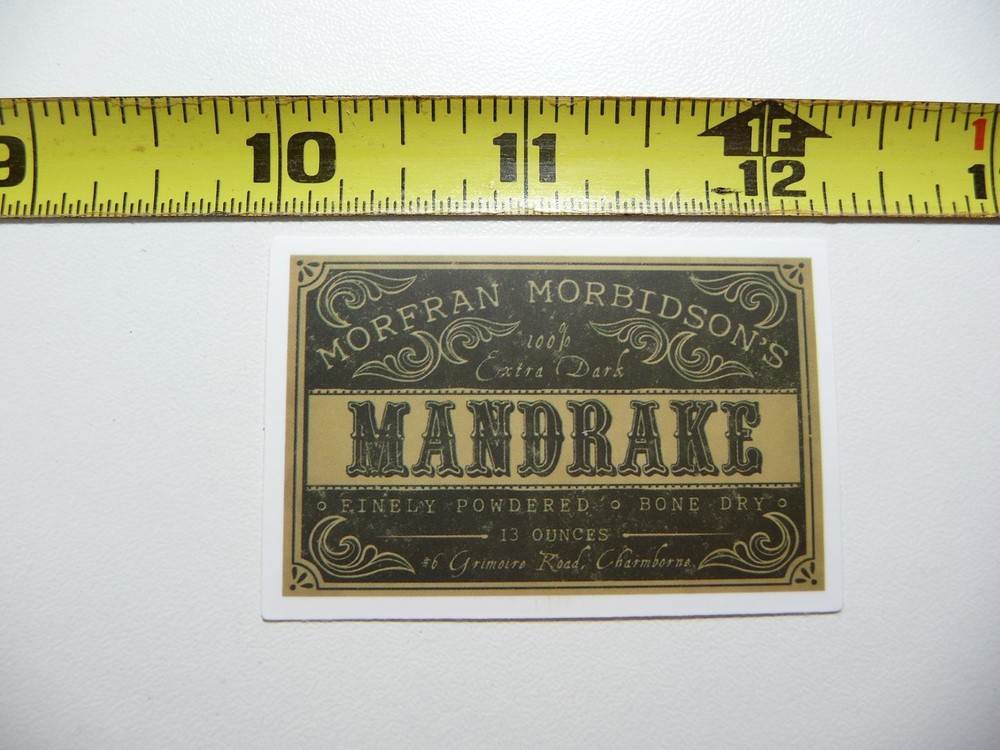 9 10 11 1F 12 1
1
MORFRAN MORBIDSON'S
100%
Extra Dark
MANDRAKE
FINELY POWDERED ○ BONE DRY
13 OUNCES
#6 Grimoire Road, Charmborne